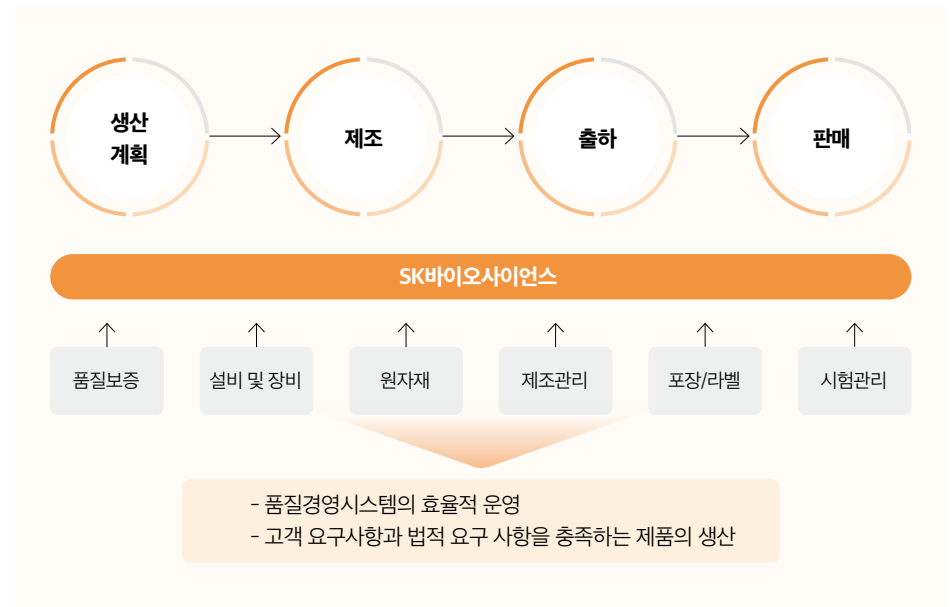 생산
계획
제조
출하
판매
SK바이오사이언스
품질보증
설비 및 장비
원자재
제조관리
포장/라벨
시험관리
- 품질경영시스템의 효율적 운영
- 고객 요구사항과 법적 요구 사항을 충족하는 제품의 생산